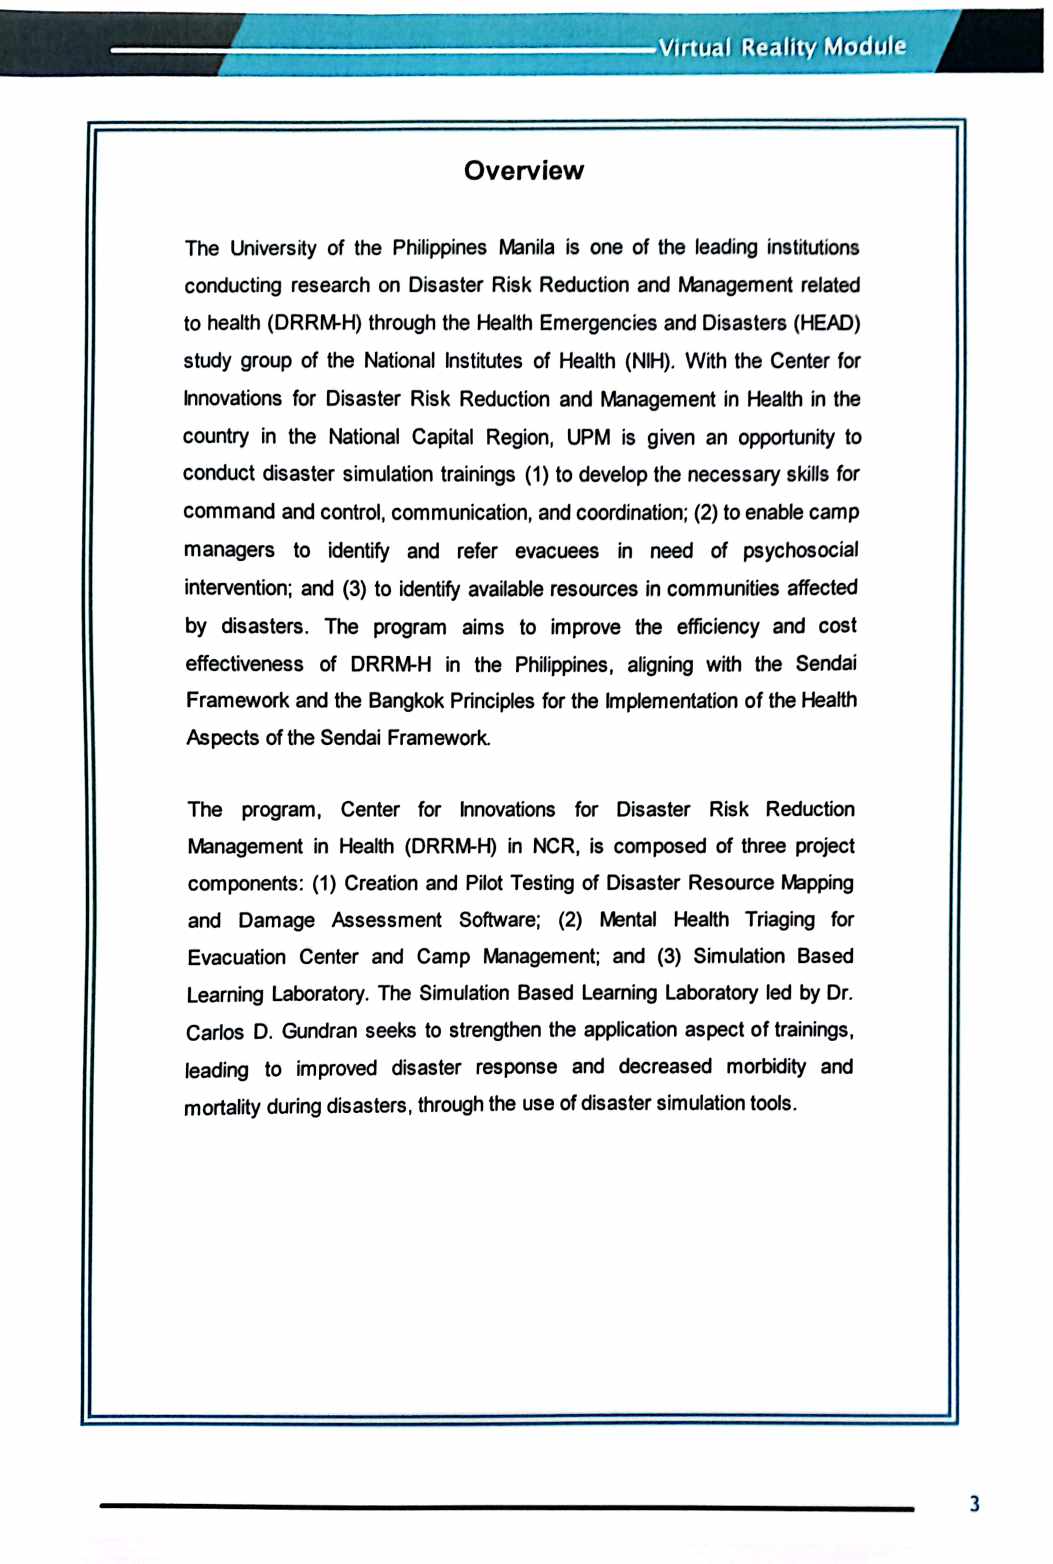 Virtual Reality Module
Overview
The University of the Philippines Manila is one of the leading institutions
conducting research on Disaster Risk Reduction and Management related
to health (DRRM-H) through the Health Emergencies and Disasters (HEAD)
study group of the National Institutes of Health (NIH). With the Center for
Innovations for Disaster Risk Reduction and Management in Health in the
country in the National Capital Region, UPM is given an opportunity to
conduct disaster simulation trainings (1) to develop the necessary skills for
command and control, communication, and coordination; (2) to enable camp
managers to identify and refer evacuees in need of psychosocial
intervention; and (3) to identify available resources in communities affected
by disasters. The program aims to improve the efficiency and cost
effectiveness of DRRM-H in the Philippines, aligning with the Sendai
Framework and the Bangkok Principles for the Implementation of the Health
Aspects of the Sendai Framework.
The program, Center for Innovations for Disaster Risk Reduction
Management in Health (DRRM-H) in NCR, is composed of three project
components: (1) Creation and Pilot Testing of Disaster Resource Mapping
and Damage Assessment Software; (2) Mental Health Triaging for
Evacuation Center and Camp Management; and (3) Simulation Based
Learning Laboratory. The Simulation Based Learning Laboratory led by Dr.
Carlos D. Gundran seeks to strengthen the application aspect of trainings,
leading to improved disaster response and decreased morbidity and
mortality during disasters, through the use of disaster simulation tools.
3